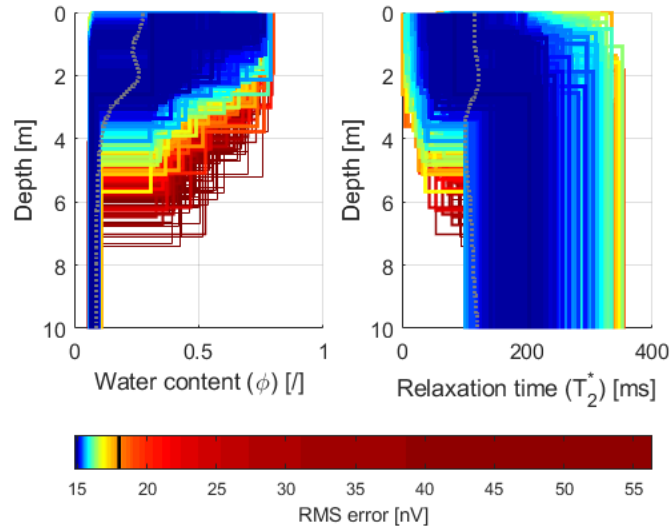 0
2
4
6
8
10
Depth [m]
0 0.5 1
Water content (ϕ) [/]
0
2
4
6
8
10
Depth [m]
0 200 400
Relaxation time (T₂*) [ms]
15 20 25 30 35 40 45 50 55
RMS error [nV]